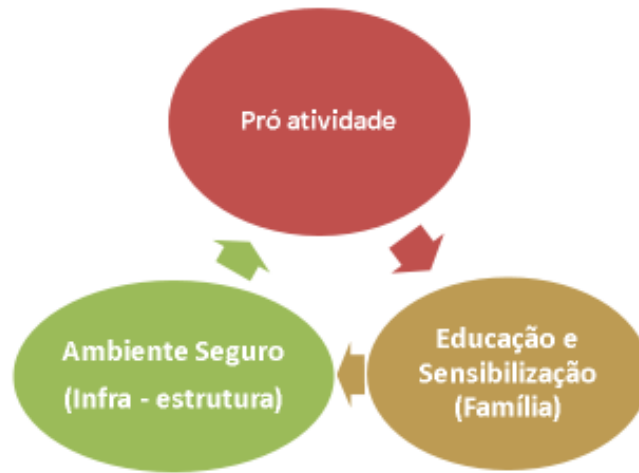 Pró atividade
Ambiente Seguro
(Infra - estrutura)
Educação e
Sensibilização
(Família)